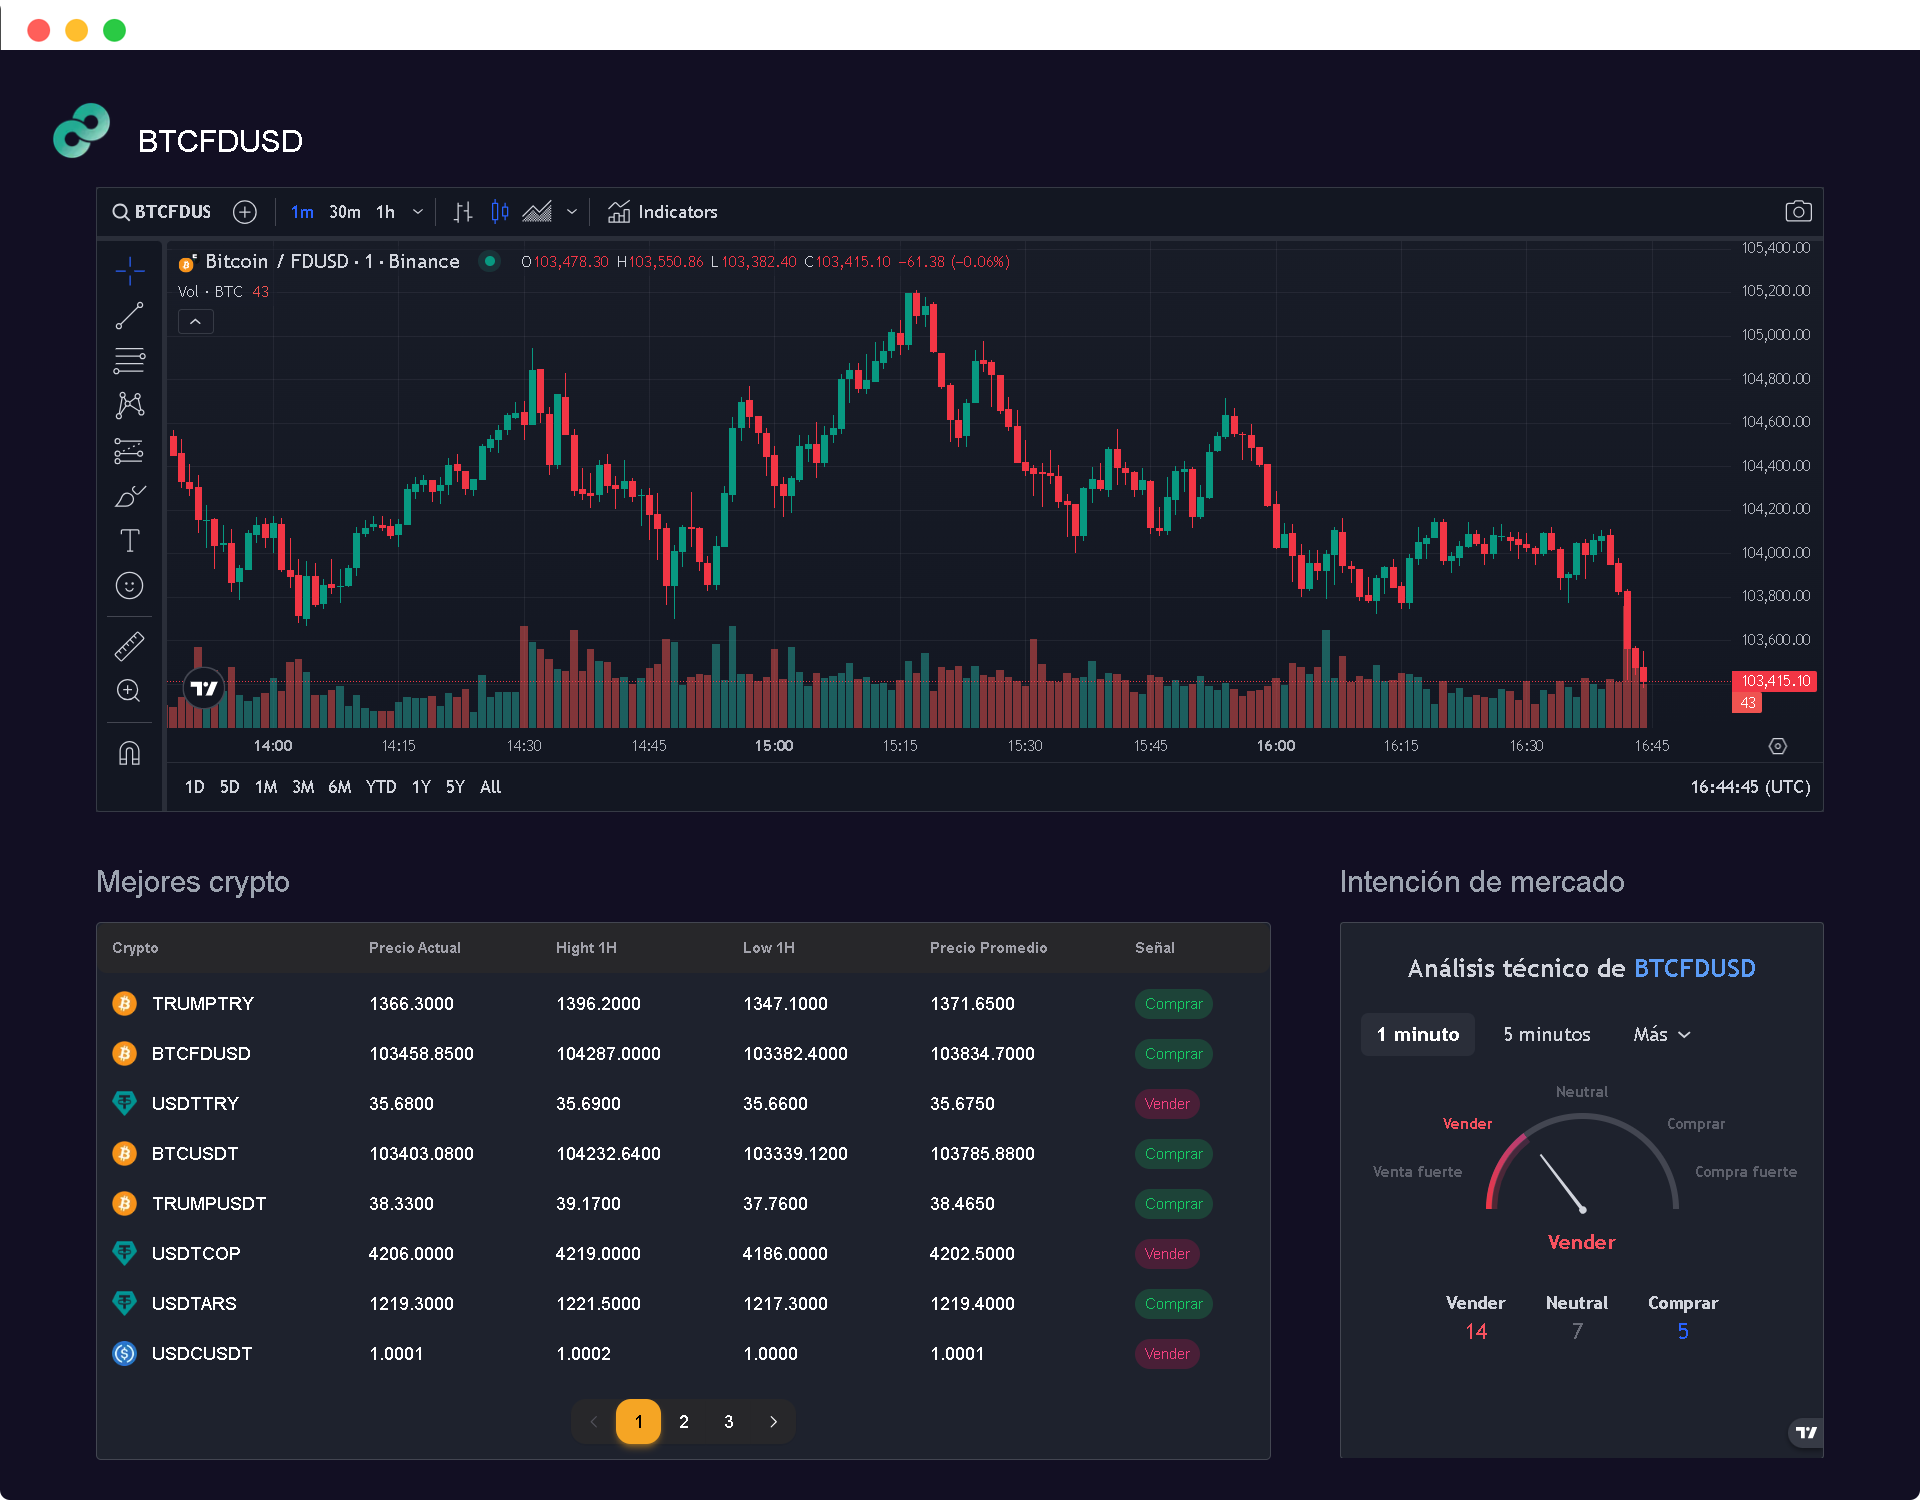 BTCFDUSD
BTCFDUS 1m 30m 1h Indicators
Bitcoin / FDUSD · 1 · Binance O103,478.30 H103,550.86 L103,382.40 C103,415.10 −61.38 (−0.06%)
Vol · BTC 43
105,400.00
105,200.00
105,000.00
104,800.00
104,600.00
104,400.00
104,200.00
104,000.00
103,800.00
103,600.00
103,415.10
43
14:00 14:15 14:30 14:45 15:00 15:15 15:30 15:45 16:00 16:15 16:30 16:45
1D 5D 1M 3M 6M YTD 1Y 5Y All 16:44:45 (UTC)
Mejores crypto
Crypto Precio Actual Hight 1H Low 1H Precio Promedio Señal
TRUMPTRY 1366.3000 1396.2000 1347.1000 1371.6500 Comprar
BTCFDUSD 103458.8500 104287.0000 103382.4000 103834.7000 Comprar
USDTTRY 35.6800 35.6900 35.6600 35.6750 Vender
BTCUSDT 103403.0800 104232.6400 103339.1200 103785.8800 Comprar
TRUMPUSDT 38.3300 39.1700 37.7600 38.4650 Comprar
USDTCOP 4206.0000 4219.0000 4186.0000 4202.5000 Vender
USDTARS 1219.3000 1221.5000 1217.3000 1219.4000 Comprar
USDCUSDT 1.0001 1.0002 1.0000 1.0001 Vender
1 2 3
Intención de mercado
Análisis técnico de BTCFDUSD
1 minuto 5 minutos Más
Neutral
Vender Comprar
Venta fuerte Compra fuerte
Vender
Vender Neutral Comprar
14 7 5